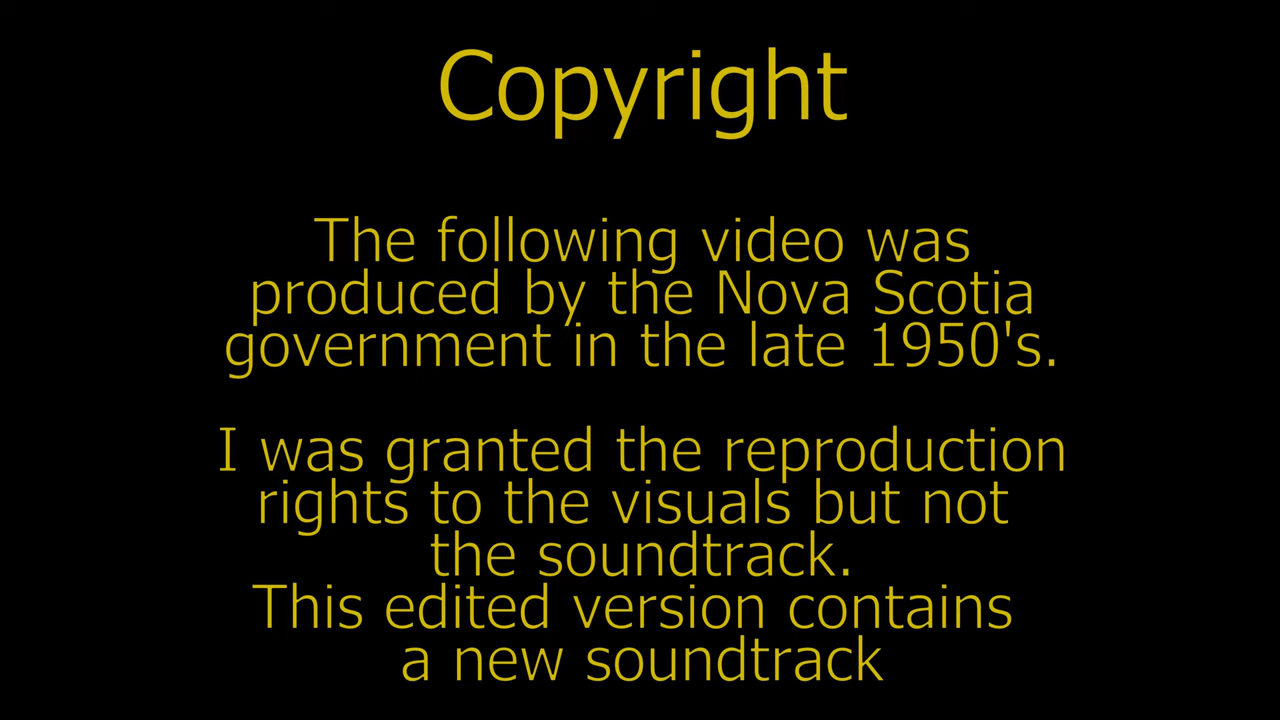 Copyright
The following video was
produced by the Nova Scotia
government in the late 1950's.
I was granted the reproduction
rights to the visuals but not
the soundtrack.
This edited version contains
a new soundtrack